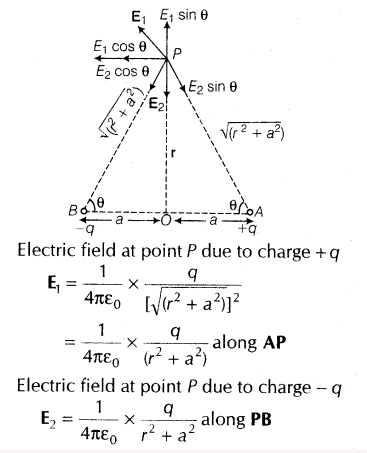 E₁ E₁ sin θ
E₁ cos θ P
E₂ cos θ
E₂ E₂ sin θ
√(r² + a²) √(r² + a²)
r
B θ θ A
−q a O a +q
Electric field at point P due to charge + q
E₁ = 1/4πε₀ × q/[√(r² + a²)]²
= 1/4πε₀ × q/(r² + a²) along AP
Electric field at point P due to charge – q
E₂ = 1/4πε₀ × q/r² + a² along PB